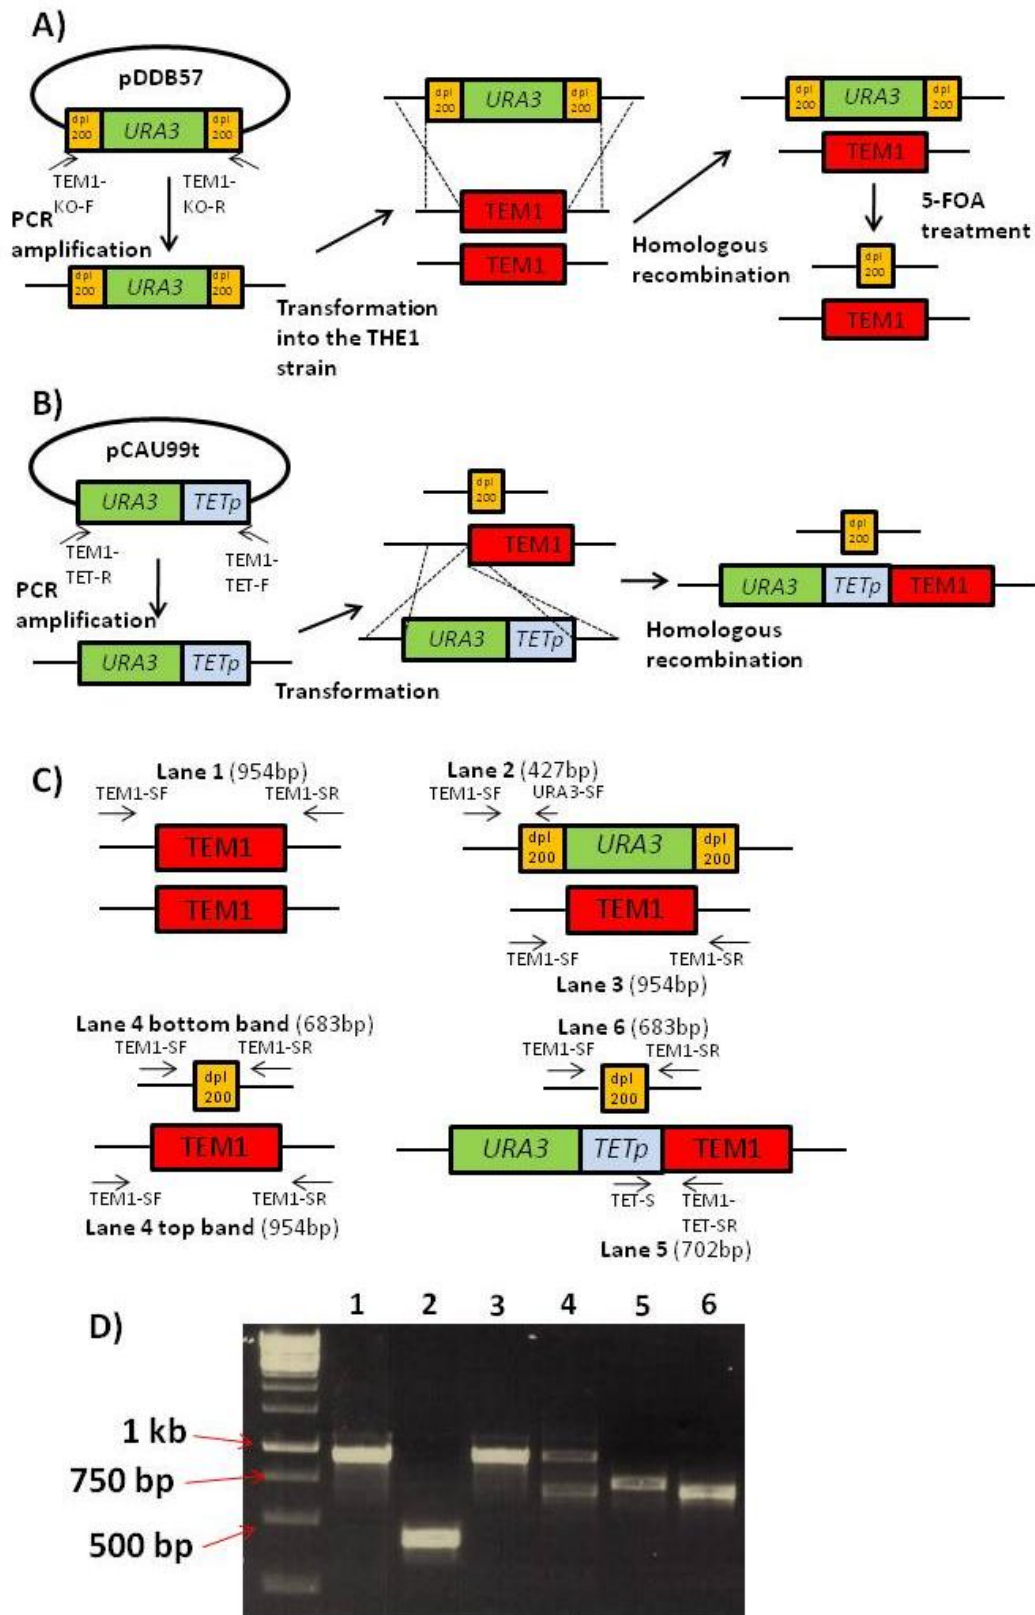 A)
pDDB57
dpl
200
URA3
dpl
200
TEM1-
KO-F
TEM1-
KO-R
PCR
amplification
dpl
200
URA3
dpl
200
Transformation
into the THE1
strain
dpl
200
URA3
dpl
200
TEM1
TEM1
Homologous
recombination
dpl
200
URA3
dpl
200
TEM1
5-FOA
treatment
dpl
200
TEM1
B)
pCAU99t
URA3
TETp
TEM1-
TET-R
TEM1-
TET-F
PCR
amplification
URA3
TETp
Transformation
dpl
200
TEM1
URA3
TETp
Homologous
recombination
dpl
200
URA3
TETp
TEM1
C)
Lane 1 (954bp)
TEM1-SF
TEM1-SR
TEM1
TEM1
Lane 2 (427bp)
TEM1-SF
URA3-SF
dpl
200
URA3
dpl
200
TEM1
TEM1-SF
TEM1-SR
Lane 3 (954bp)
Lane 4 bottom band (683bp)
TEM1-SF
TEM1-SR
dpl
200
TEM1
TEM1-SF
TEM1-SR
Lane 4 top band (954bp)
Lane 6 (683bp)
TEM1-SF
TEM1-SR
dpl
200
URA3
TETp
TEM1
TET-S
TEM1-
TET-SR
Lane 5 (702bp)
D)
1 2 3 4 5 6
1 kb
750 bp
500 bp